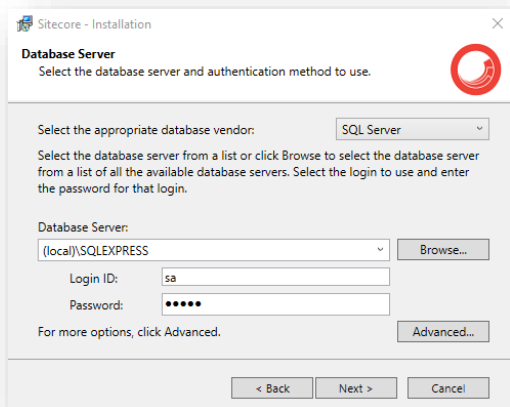 Sitecore - Installation
Database Server
Select the database server and authentication method to use.
Select the appropriate database vendor: SQL Server
Select the database server from a list or click Browse to select the database server
from a list of all the available database servers. Select the login to use and enter
the password for that login.
Database Server:
(local)\SQLEXPRESS Browse...
Login ID: sa
Password: •••••
For more options, click Advanced. Advanced...
< Back Next > Cancel